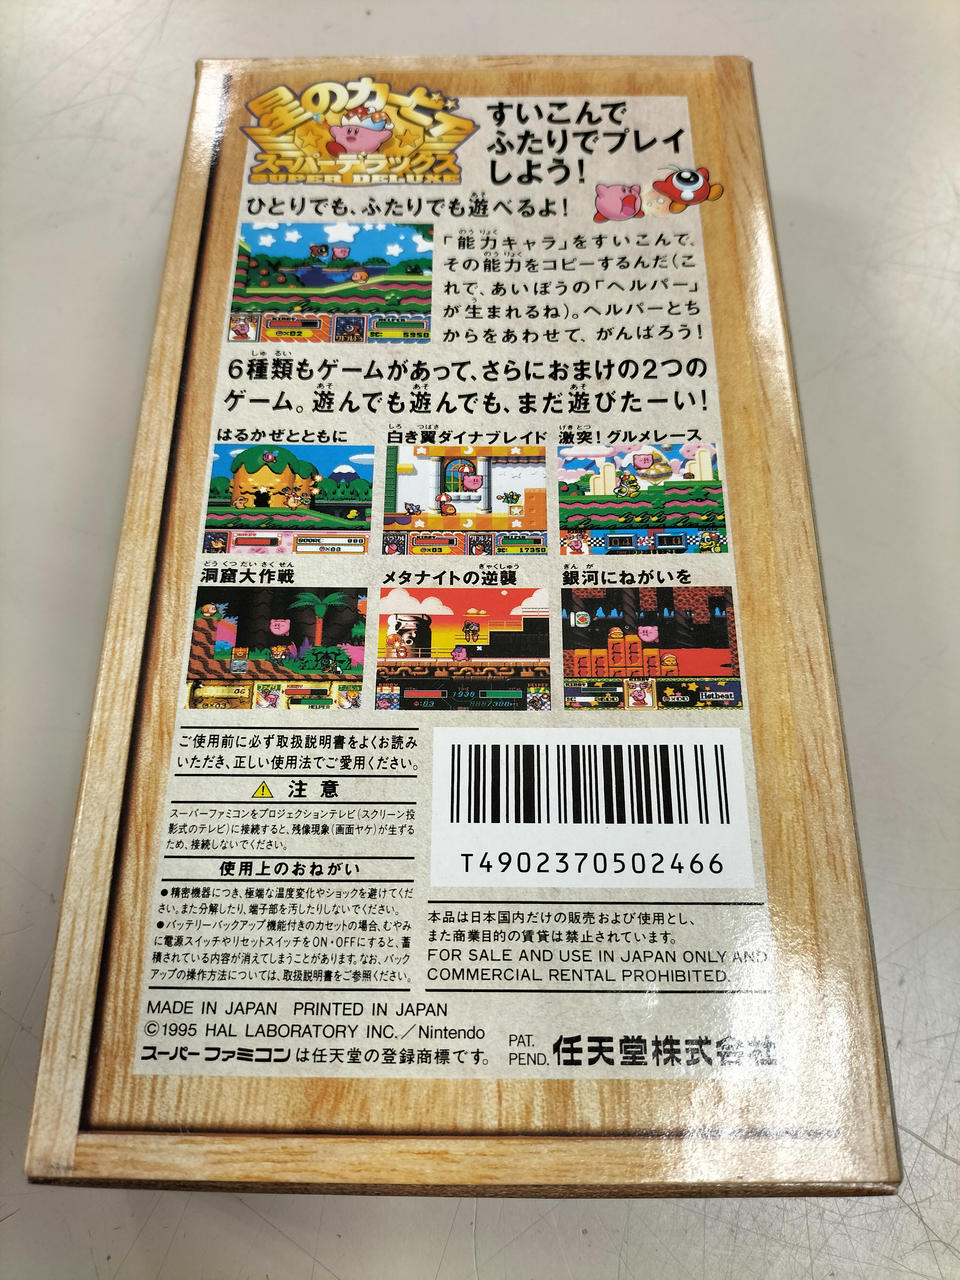 星のカービィ
スーパーデラックス
SUPER DELUXE
すいこんで
ふたりでプレイ
しよう!
ひとりでも、ふたりでも遊べるよ!
「能力キャラ」をすいこんで、
その能力をコピーするんだ(こ
れで、あいぼうの「ヘルパー」
が生まれるね)。ヘルパーとち
からをあわせて、がんばろう!
6種類もゲームがあって、さらにおまけの2つの
ゲーム。遊んでも遊んでも、まだ遊びたーい!
はるかぜとともに
白き翼ダイナブレイド
激突!グルメレース
洞窟大作戦
メタナイトの逆襲
銀河にねがいを
ご使用前に必ず取扱説明書をよくお読み
いただき、正しい使用法でご愛用ください。
注意
スーパーファミコンをプロジェクションテレビ(スクリーン投
影式のテレビ)に接続すると、残像現象(画面ヤケ)が生ずる
ため、接続しないでください。
使用上のおねがい
●精密機器につき、極端な温度変化やショックを避けてくだ
さい。また分解したり、端子部を汚したりしないでください。
●バッテリーバックアップ機能付きのカセットの場合、むやみ
に電源スイッチやリセットスイッチをON・OFFにすると、蓄
積されている内容が消えてしまうことがあります。なお、バック
アップの操作方法については、取扱説明書をご参照ください。
T4902370502466
本品は日本国内だけの販売および使用とし、
また商業目的の賃貸は禁止されています。
FOR SALE AND USE IN JAPAN ONLY AND
COMMERCIAL RENTAL PROHIBITED
MADE IN JAPAN PRINTED IN JAPAN
©1995 HAL LABORATORY INC./Nintendo
スーパーファミコンは任天堂の登録商標です。
PAT.
PEND.
任天堂株式会社